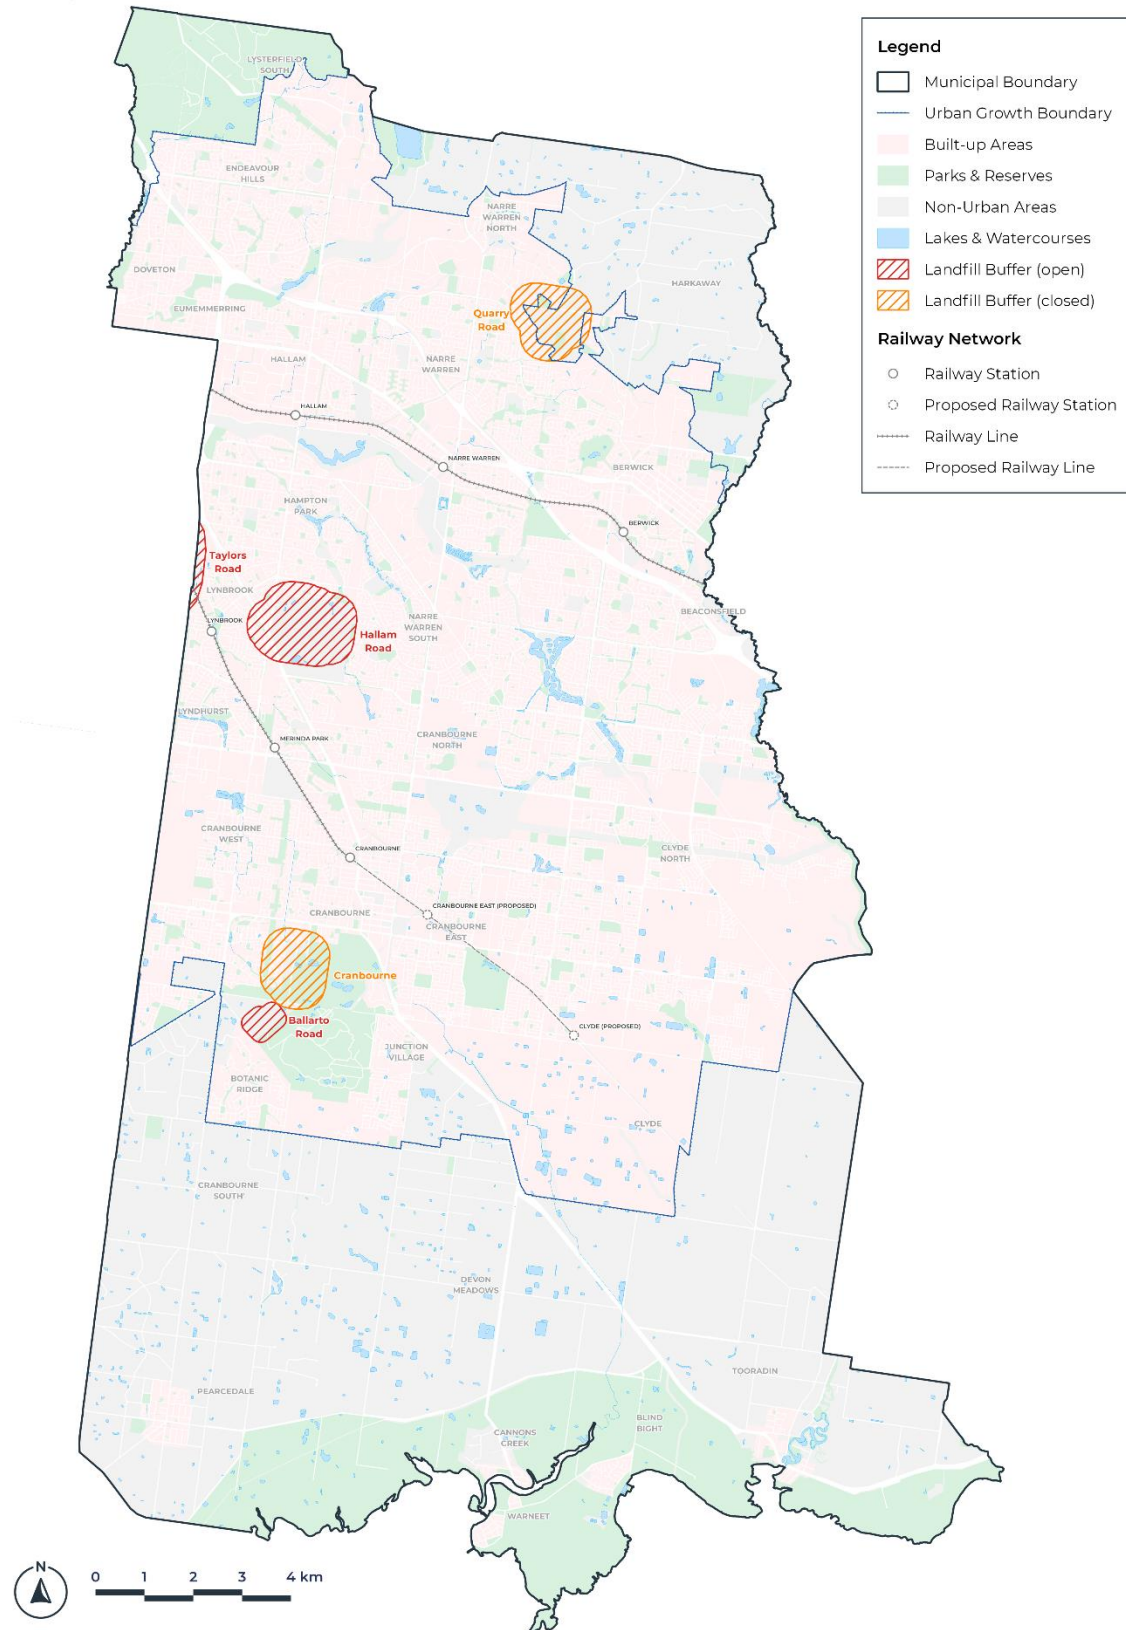 LYSTERFIELD
SOUTH
ENDEAVOUR
HILLS
NARRE
WARREN
NORTH
DOVETON
HARKAWAY
EUMEMMERRING
Quarry
Road
HALLAM
NARRE
WARREN
HALLAM
NARRE WARREN
BERWICK
HAMPTON
PARK
BERWICK
Taylors
Road
LYNBROOK
LYNBROOK
NARRE
WARREN
SOUTH
BEACONSFIELD
Hallam
Road
LYNDHURST
MERINDA PARK
CRANBOURNE
NORTH
CRANBOURNE
WEST
CRANBOURNE
CLYDE
NORTH
CRANBOURNE
CRANBOURNE EAST (PROPOSED)
CRANBOURNE
EAST
Cranbourne
Ballarto
Road
CLYDE (PROPOSED)
JUNCTION
VILLAGE
BOTANIC
RIDGE
CLYDE
CRANBOURNE
SOUTH
DEVON
MEADOWS
TOORADIN
PEARCEDALE
BLIND
BIGHT
CANNONS
CREEK
WARNEET
N
0 1 2 3 4 km
Legend
Municipal Boundary
Urban Growth Boundary
Built-up Areas
Parks & Reserves
Non-Urban Areas
Lakes & Watercourses
Landfill Buffer (open)
Landfill Buffer (closed)
Railway Network
Railway Station
Proposed Railway Station
Railway Line
Proposed Railway Line